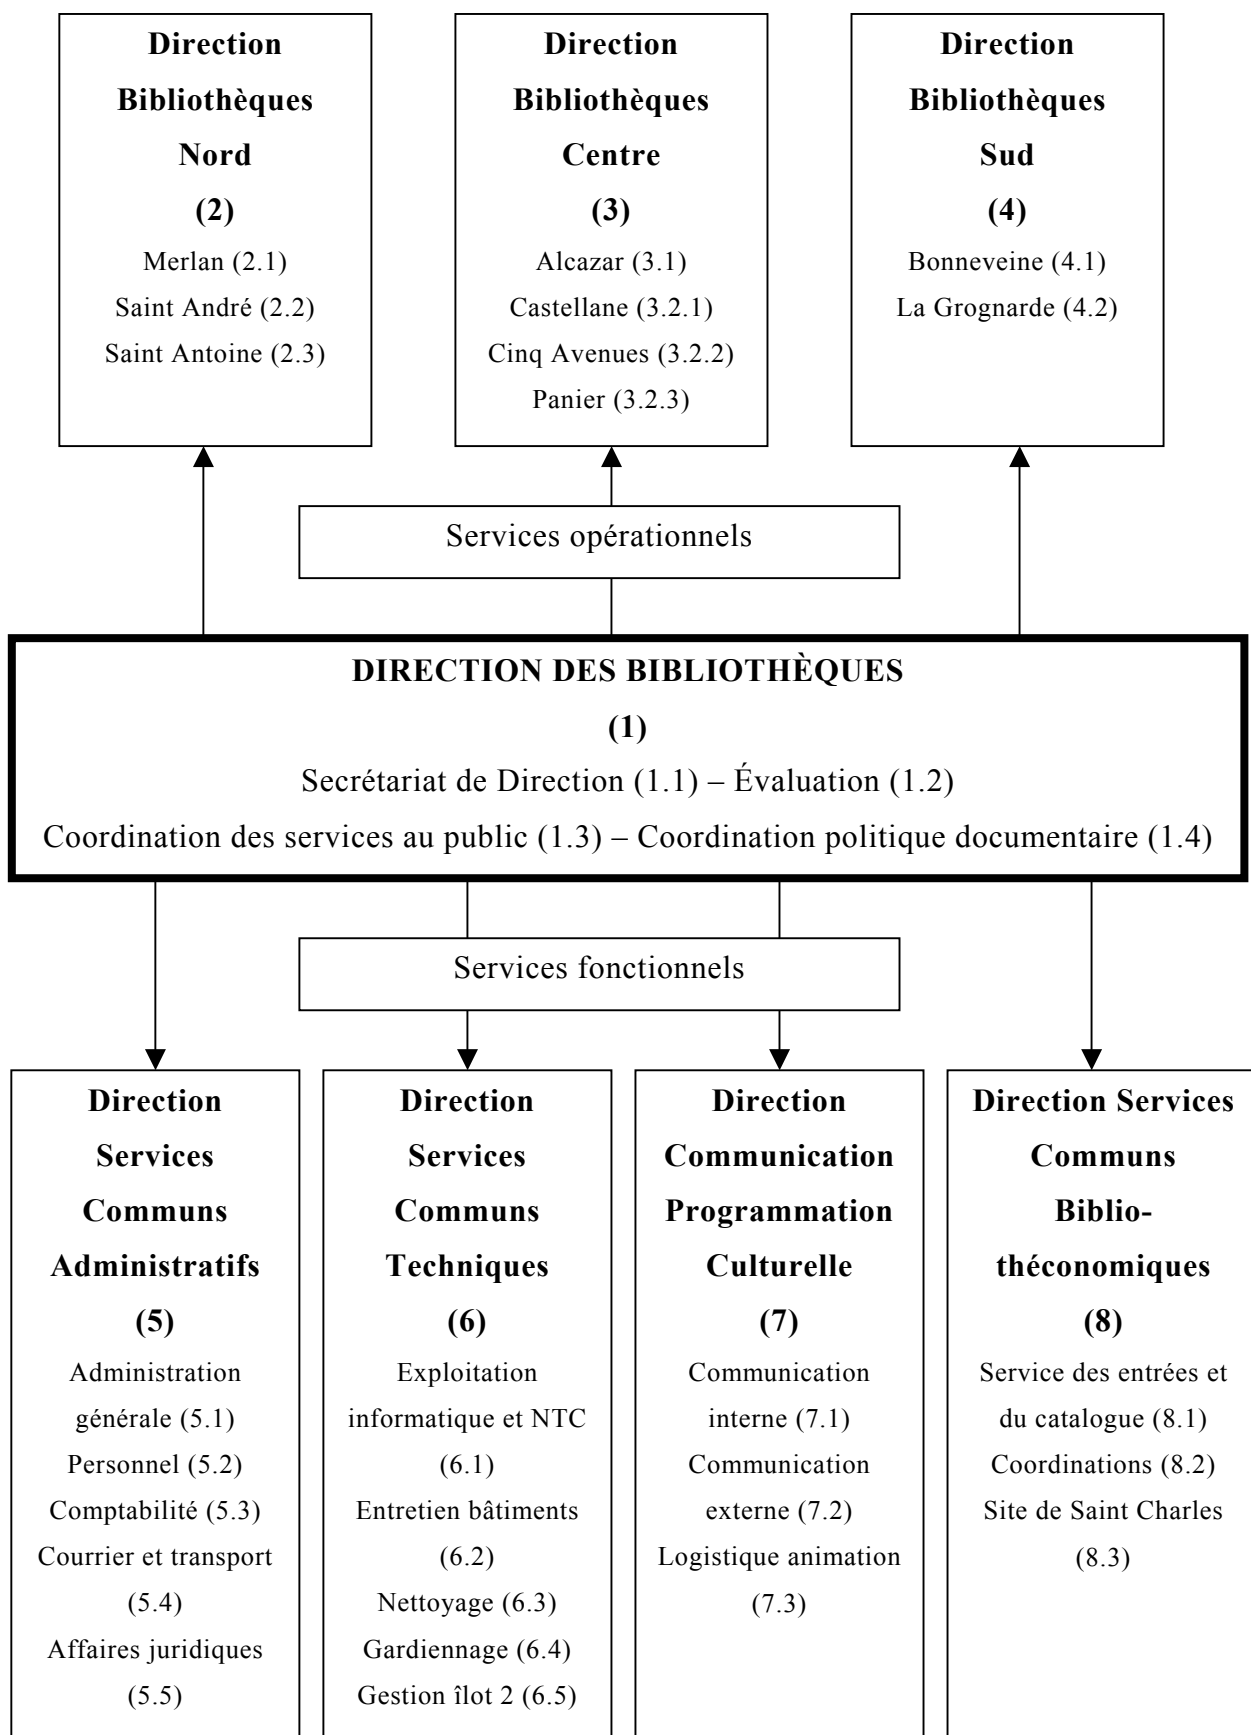 Direction
Bibliothèques
Nord
(2)
Merlan (2.1)
Saint André (2.2)
Saint Antoine (2.3)
Direction
Bibliothèques
Centre
(3)
Alcazar (3.1)
Castellane (3.2.1)
Cinq Avenues (3.2.2)
Panier (3.2.3)
Direction
Bibliothèques
Sud
(4)
Bonneveine (4.1)
La Grognarde (4.2)
Services opérationnels
DIRECTION DES BIBLIOTHÈQUES
(1)
Secrétariat de Direction (1.1) – Évaluation (1.2)
Coordination des services au public (1.3) – Coordination politique documentaire (1.4)
Services fonctionnels
Direction
Services
Communs
Administratifs
(5)
Administration
générale (5.1)
Personnel (5.2)
Comptabilité (5.3)
Courrier et transport
(5.4)
Affaires juridiques
(5.5)
Direction
Services
Communs
Techniques
(6)
Exploitation
informatique et NTC
(6.1)
Entretien bâtiments
(6.2)
Nettoyage (6.3)
Gardiennage (6.4)
Gestion îlot 2 (6.5)
Direction
Communication
Programmation
Culturelle
(7)
Communication
interne (7.1)
Communication
externe (7.2)
Logistique animation
(7.3)
Direction Services
Communs
Biblio-
théconomiques
(8)
Service des entrées et
du catalogue (8.1)
Coordinations (8.2)
Site de Saint Charles
(8.3)